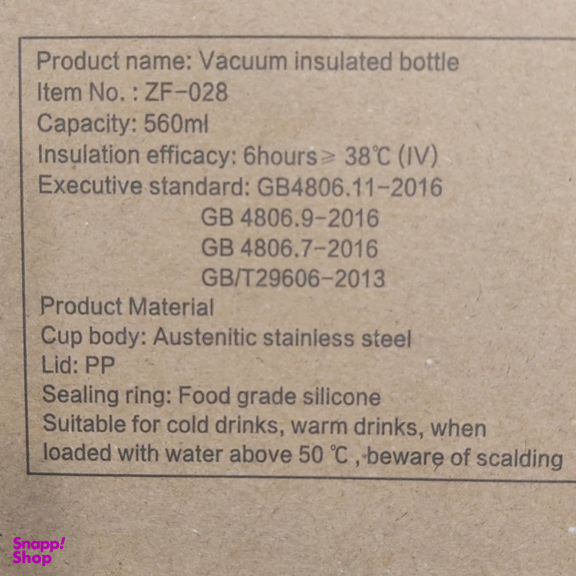 Product name: Vacuum insulated bottle
Item No. : ZF-028
Capacity: 560ml
Insulation efficacy: 6hours≥ 38℃ (IV)
Executive standard: GB4806.11-2016
GB 4806.9-2016
GB 4806.7-2016
GB/T29606-2013
Product Material
Cup body: Austenitic stainless steel
Lid: PP
Sealing ring: Food grade silicone
Suitable for cold drinks, warm drinks, when
loaded with water above 50 ℃ , beware of scalding
Snapp!
Shop